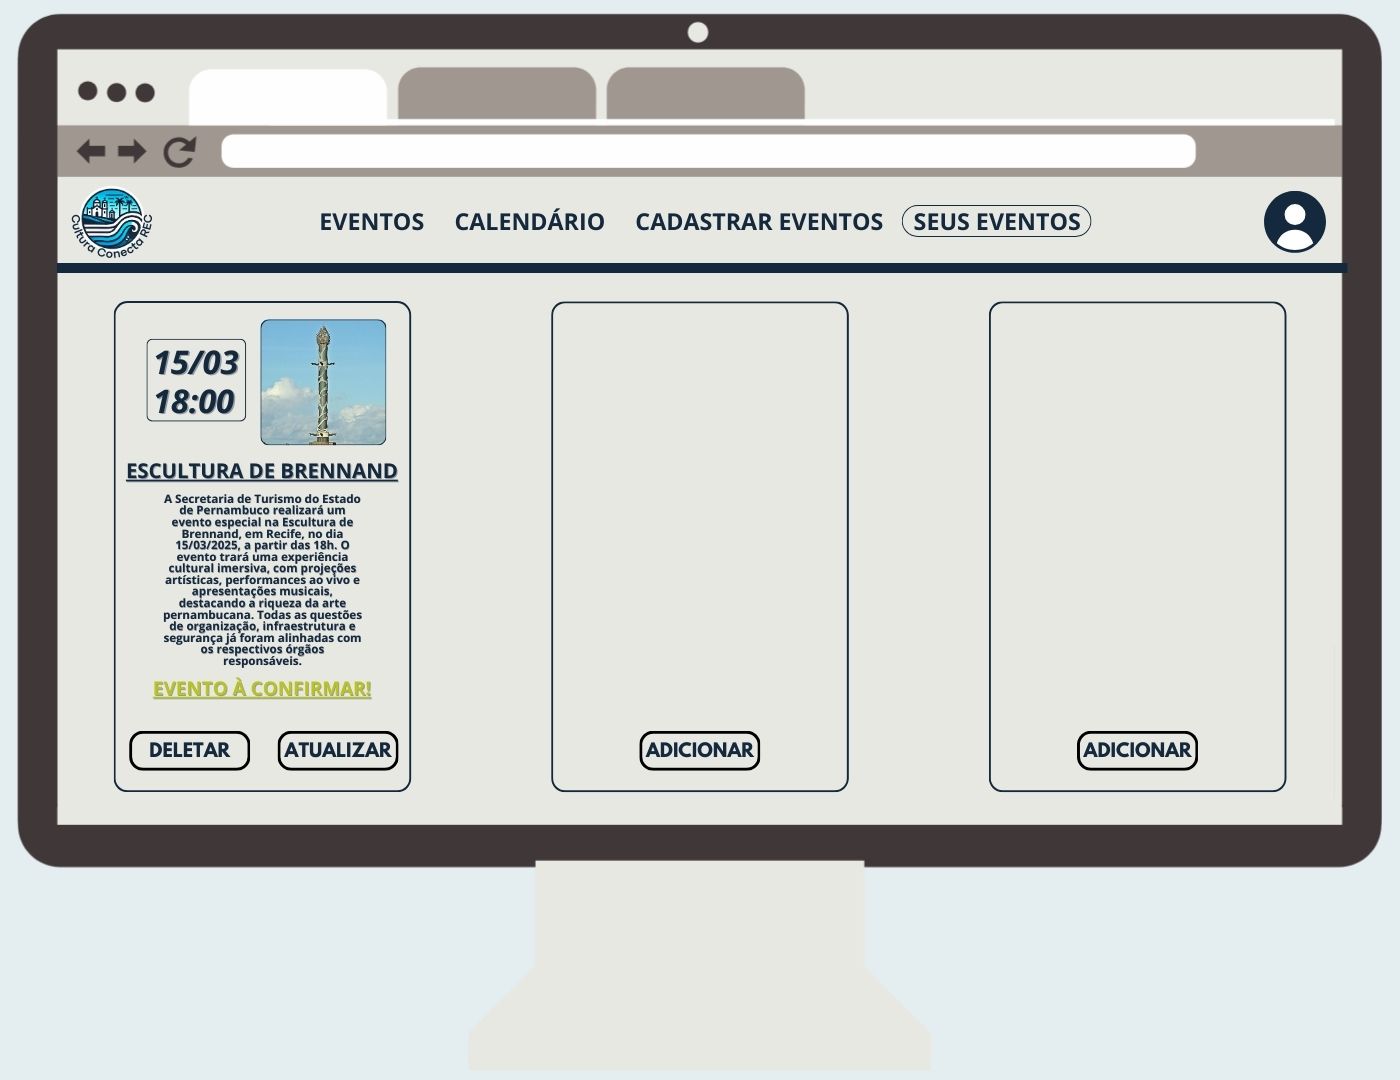 Cultura Conecta REC
EVENTOS
CALENDÁRIO
CADASTRAR EVENTOS
SEUS EVENTOS
15/03
18:00
ESCULTURA DE BRENNAND
A Secretaria de Turismo do Estado
de Pernambuco realizará um
evento especial na Escultura de
Brennand, em Recife, no dia
15/03/2025, a partir das 18h. O
evento trará uma experiência
cultural imersiva, com projeções
artísticas, performances ao vivo e
apresentações musicais,
destacando a riqueza da arte
pernambucana. Todas as questões
de organização, infraestrutura e
segurança já foram alinhadas com
os respectivos órgãos
responsáveis.
EVENTO À CONFIRMAR!
DELETAR
ATUALIZAR
ADICIONAR
ADICIONAR